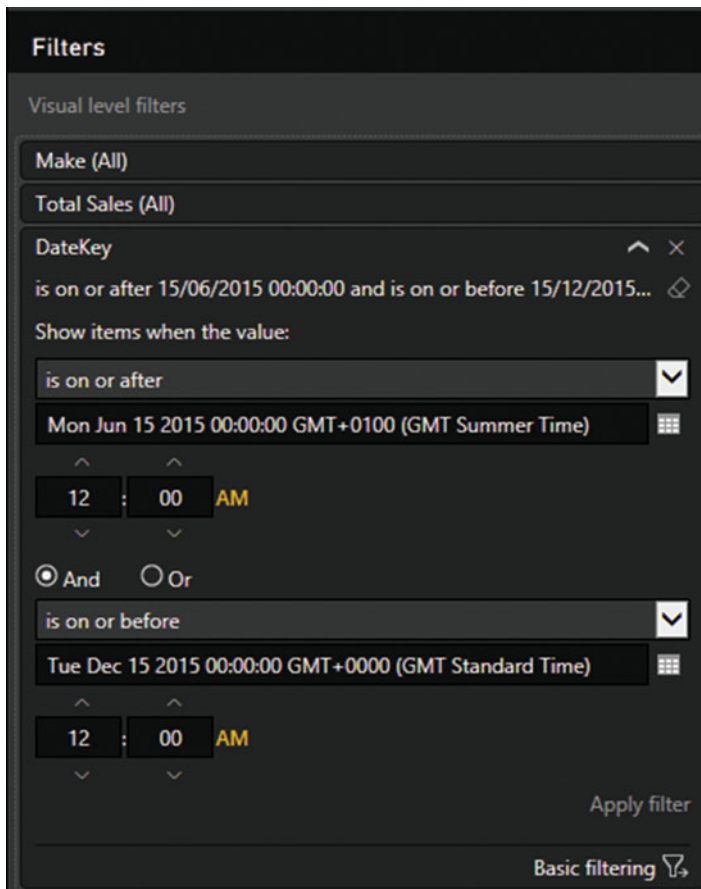 Filters
Visual level filters
Make (All)
Total Sales (All)
DateKey
is on or after 15/06/2015 00:00:00 and is on or before 15/12/2015...
Show items when the value:
is on or after
Mon Jun 15 2015 00:00:00 GMT+0100 (GMT Summer Time)
12 : 00 AM
And Or
is on or before
Tue Dec 15 2015 00:00:00 GMT+0000 (GMT Standard Time)
12 : 00 AM
Apply filter
Basic filtering